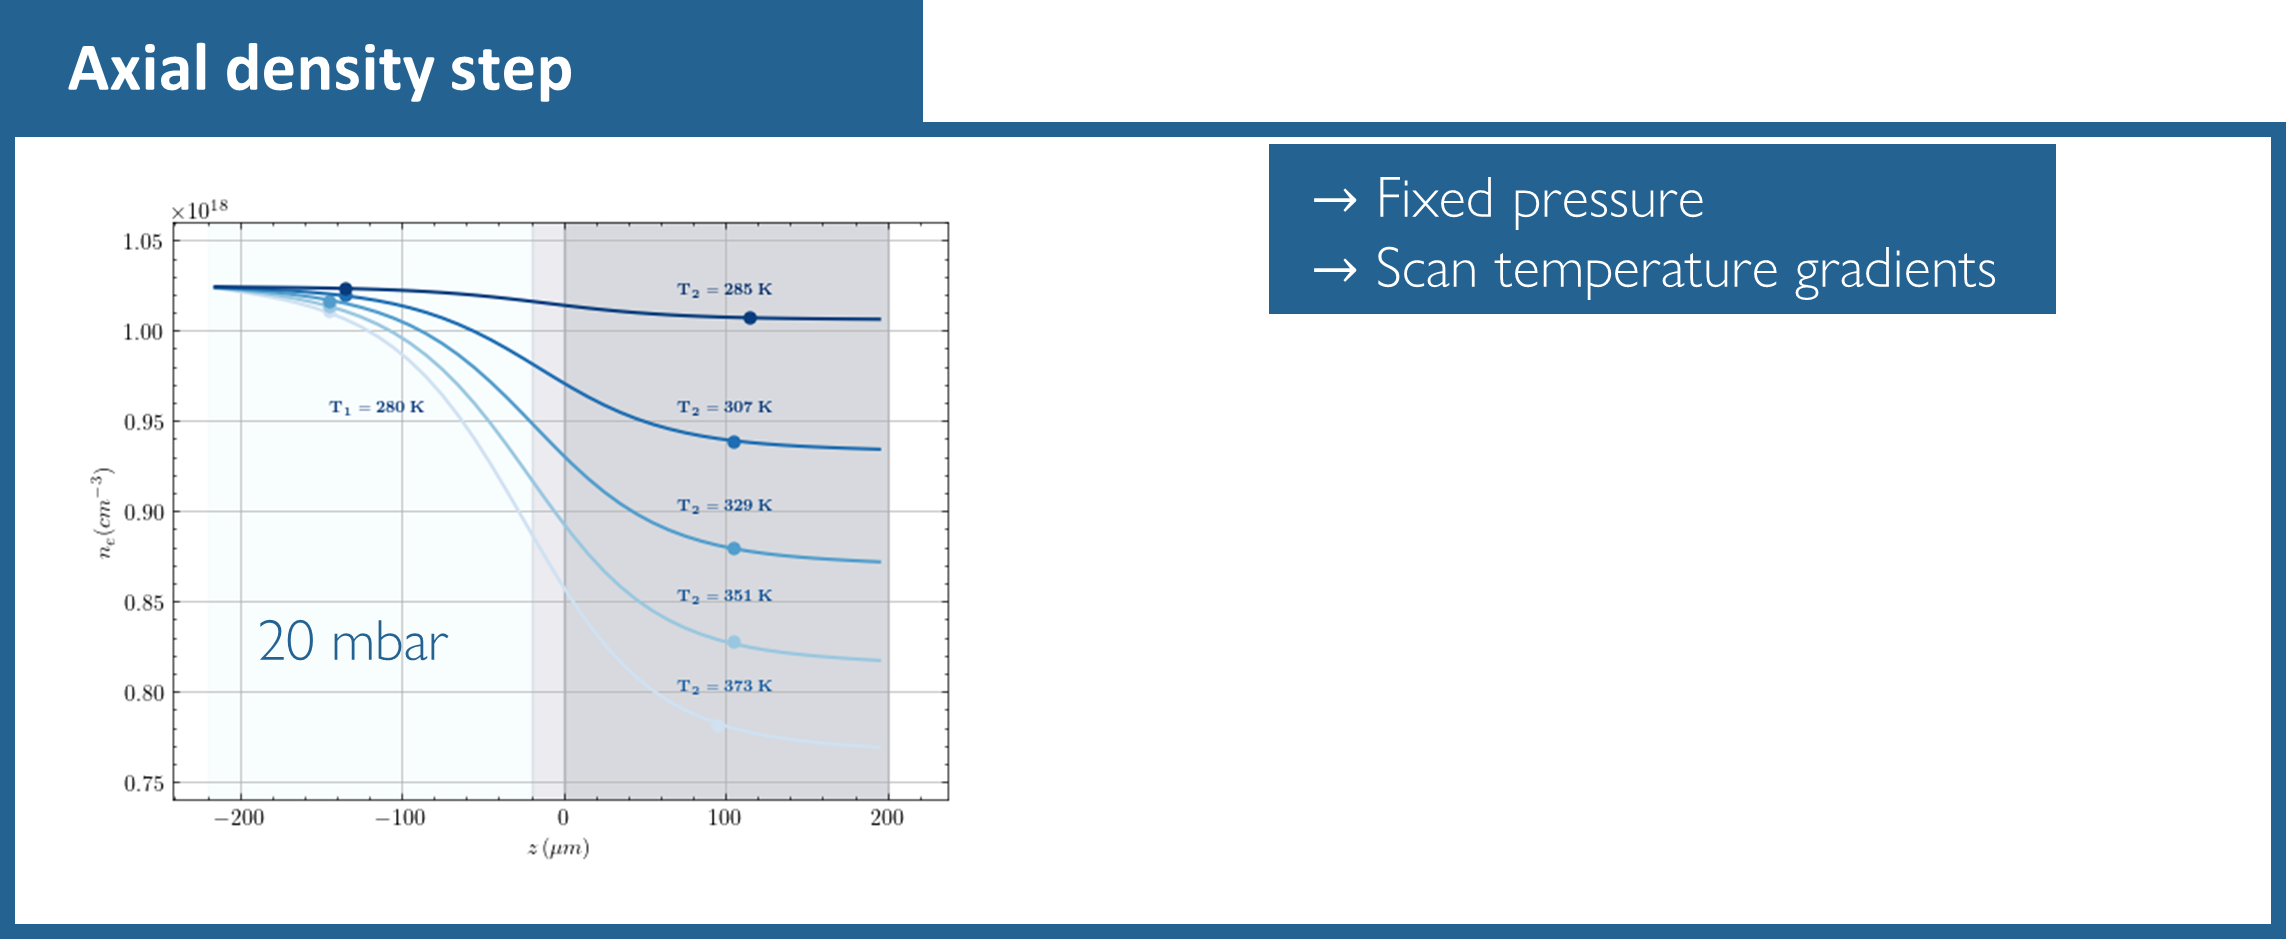 Axial density step
→ Fixed pressure
→ Scan temperature gradients
×10¹⁸
1.05
1.00
0.95
0.90
0.85
0.80
0.75
nₑ(cm⁻³)
T₂ = 285 K
T₂ = 307 K
T₁ = 280 K
T₂ = 329 K
T₂ = 351 K
T₂ = 373 K
20 mbar
−200 −100 0 100 200
z (μm)